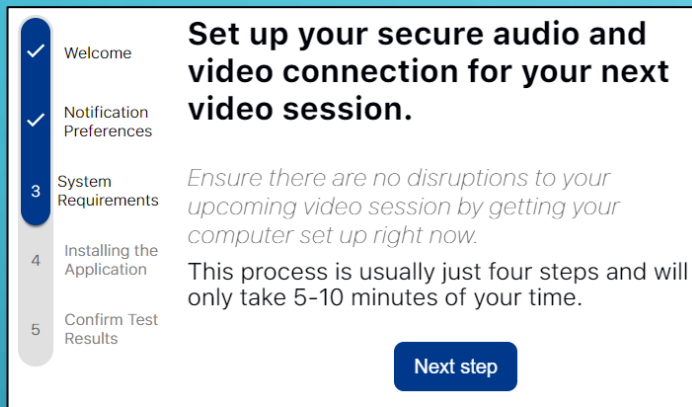 Welcome
Notification
Preferences
3
System
Requirements
4
Installing the
Application
5
Confirm Test
Results
Set up your secure audio and
video connection for your next
video session.
Ensure there are no disruptions to your
upcoming video session by getting your
computer set up right now.
This process is usually just four steps and will
only take 5-10 minutes of your time.
Next step